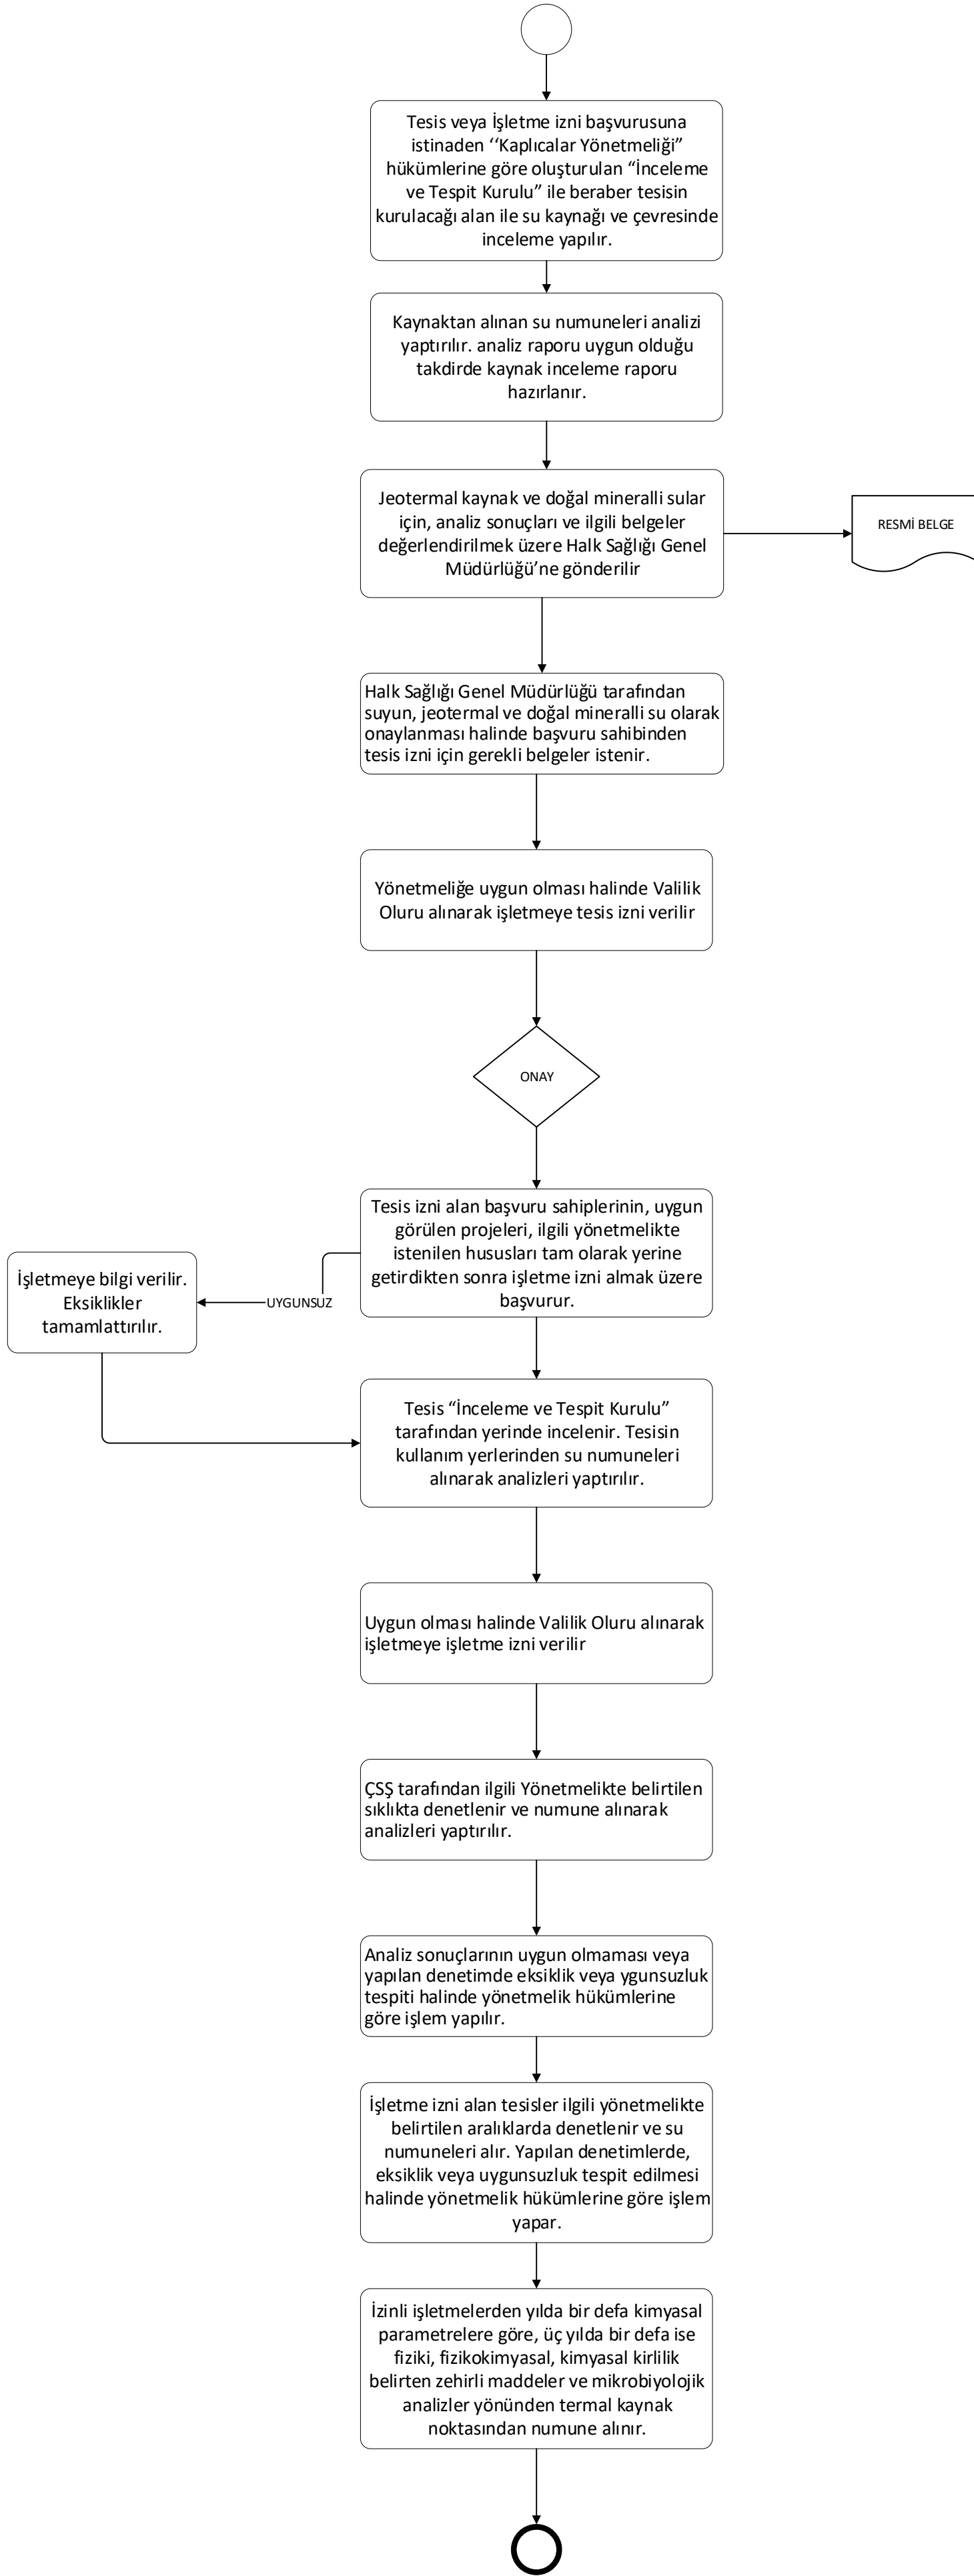 Tesis veya İşletme izni başvurusuna
istinaden ‘‘Kaplıcalar Yönetmeliği”
hükümlerine göre oluşturulan “İnceleme
ve Tespit Kurulu” ile beraber tesisin
kurulacağı alan ile su kaynağı ve çevresinde
inceleme yapılır.
Kaynaktan alınan su numuneleri analizi
yaptırılır. analiz raporu uygun olduğu
takdirde kaynak inceleme raporu
hazırlanır.
Jeotermal kaynak ve doğal mineralli sular
için, analiz sonuçları ve ilgili belgeler
değerlendirilmek üzere Halk Sağlığı Genel
Müdürlüğü’ne gönderilir
RESMİ BELGE
Halk Sağlığı Genel Müdürlüğü tarafından
suyun, jeotermal ve doğal mineralli su olarak
onaylanması halinde başvuru sahibinden
tesis izni için gerekli belgeler istenir.
Yönetmeliğe uygun olması halinde Valilik
Oluru alınarak işletmeye tesis izni verilir
ONAY
Tesis izni alan başvuru sahiplerinin, uygun
görülen projeleri, ilgili yönetmelikte
istenilen hususları tam olarak yerine
getirdikten sonra işletme izni almak üzere
başvurur.
UYGUNSUZ
İşletmeye bilgi verilir.
Eksiklikler
tamamlattırılır.
Tesis “İnceleme ve Tespit Kurulu”
tarafından yerinde incelenir. Tesisin
kullanım yerlerinden su numuneleri
alınarak analizleri yaptırılır.
Uygun olması halinde Valilik Oluru alınarak
işletmeye işletme izni verilir
ÇSŞ tarafından ilgili Yönetmelikte belirtilen
sıklıkta denetlenir ve numune alınarak
analizleri yaptırılır.
Analiz sonuçlarının uygun olmaması veya
yapılan denetimde eksiklik veya ygunsuzluk
tespiti halinde yönetmelik hükümlerine
göre işlem yapılır.
İşletme izni alan tesisler ilgili yönetmelikte
belirtilen aralıklarda denetlenir ve su
numuneleri alır. Yapılan denetimlerde,
eksiklik veya uygunsuzluk tespit edilmesi
halinde yönetmelik hükümlerine göre işlem
yapar.
İzinli işletmelerden yılda bir defa kimyasal
parametrelere göre, üç yılda bir defa ise
fiziki, fizikokimyasal, kimyasal kirlilik
belirten zehirli maddeler ve mikrobiyolojik
analizler yönünden termal kaynak
noktasından numune alınır.